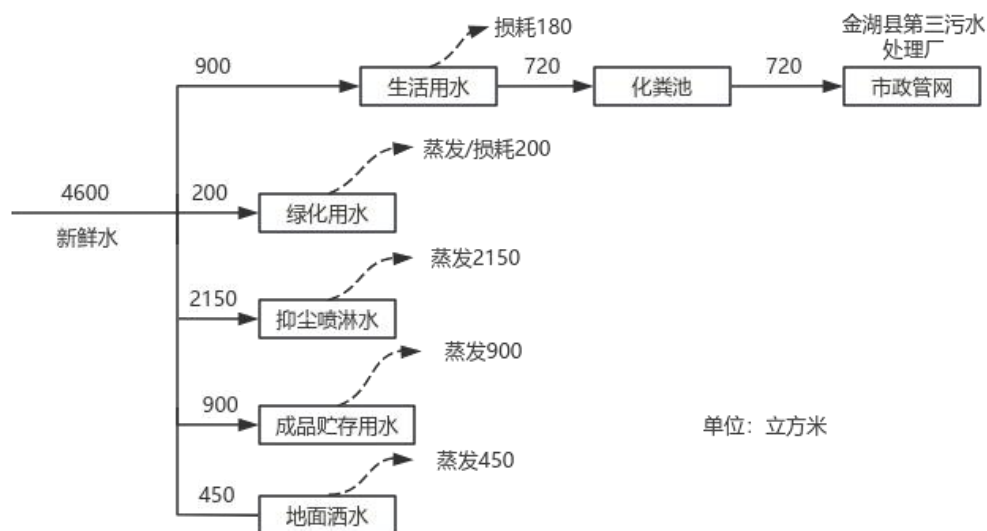 损耗180
金湖县第三污水
处理厂
900
生活用水
720
化粪池
720
市政管网
蒸发/损耗200
4600
新鲜水
200
绿化用水
蒸发2150
2150
抑尘喷淋水
蒸发900
900
成品贮存用水
单位：立方米
蒸发450
450
地面洒水